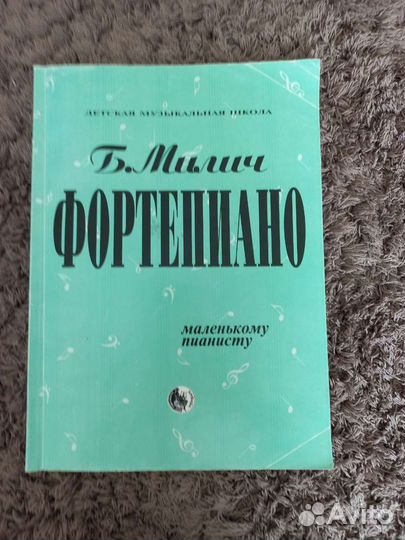 ДЕТСКАЯ МУЗЫКАЛЬНАЯ ШКОЛА
Б. Милич
ФОРТЕПИАНО
маленькому
пианисту
Avito